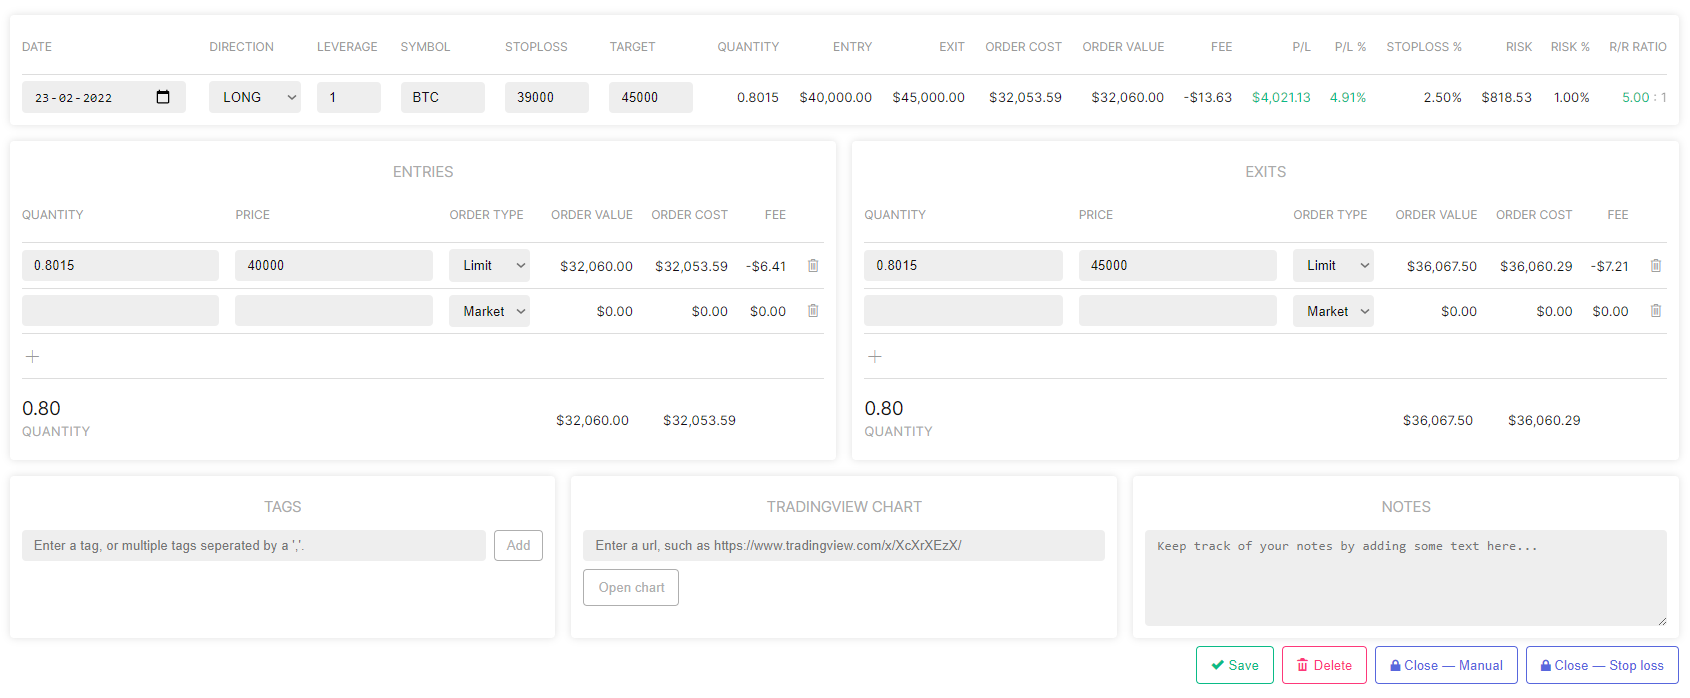 DATE DIRECTION LEVERAGE SYMBOL STOPLOSS TARGET QUANTITY ENTRY EXIT ORDER COST ORDER VALUE FEE P/L P/L % STOPLOSS % RISK RISK % R/R RATIO
23-02-2022 LONG 1 BTC 39000 45000 0.8015 $40,000.00 $45,000.00 $32,053.59 $32,060.00 -$13.63 $4,021.13 4.91% 2.50% $818.53 1.00% 5.00 : 1
ENTRIES
QUANTITY PRICE ORDER TYPE ORDER VALUE ORDER COST FEE
0.8015 40000 Limit $32,060.00 $32,053.59 -$6.41
Market $0.00 $0.00 $0.00
+
0.80
QUANTITY
$32,060.00 $32,053.59
EXITS
QUANTITY PRICE ORDER TYPE ORDER VALUE ORDER COST FEE
0.8015 45000 Limit $36,067.50 $36,060.29 -$7.21
Market $0.00 $0.00 $0.00
+
0.80
QUANTITY
$36,067.50 $36,060.29
TAGS
Enter a tag, or multiple tags seperated by a ','. Add
TRADINGVIEW CHART
Enter a url, such as https://www.tradingview.com/x/XcXrXEzX/
Open chart
NOTES
Keep track of your notes by adding some text here...
Save Delete Close — Manual Close — Stop loss